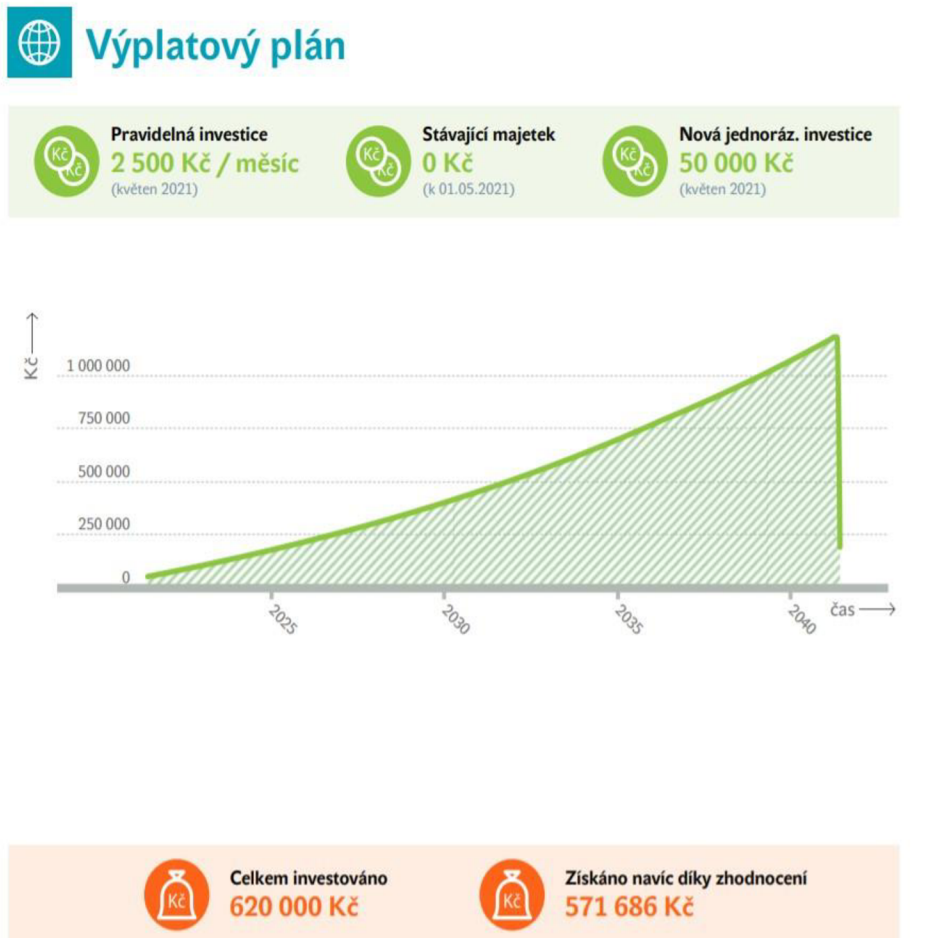 Výplatový plán
Pravidelná investice
2 500 Kč / měsíc
(květen 2021)
Stávající majetek
0 Kč
(k 01.05.2021)
Nová jednoráz. investice
50 000 Kč
(květen 2021)
Kč
1 000 000
750 000
500 000
250 000
0
2025
2030
2035
2040
čas
Celkem investováno
620 000 Kč
Získáno navíc díky zhodnocení
571 686 Kč